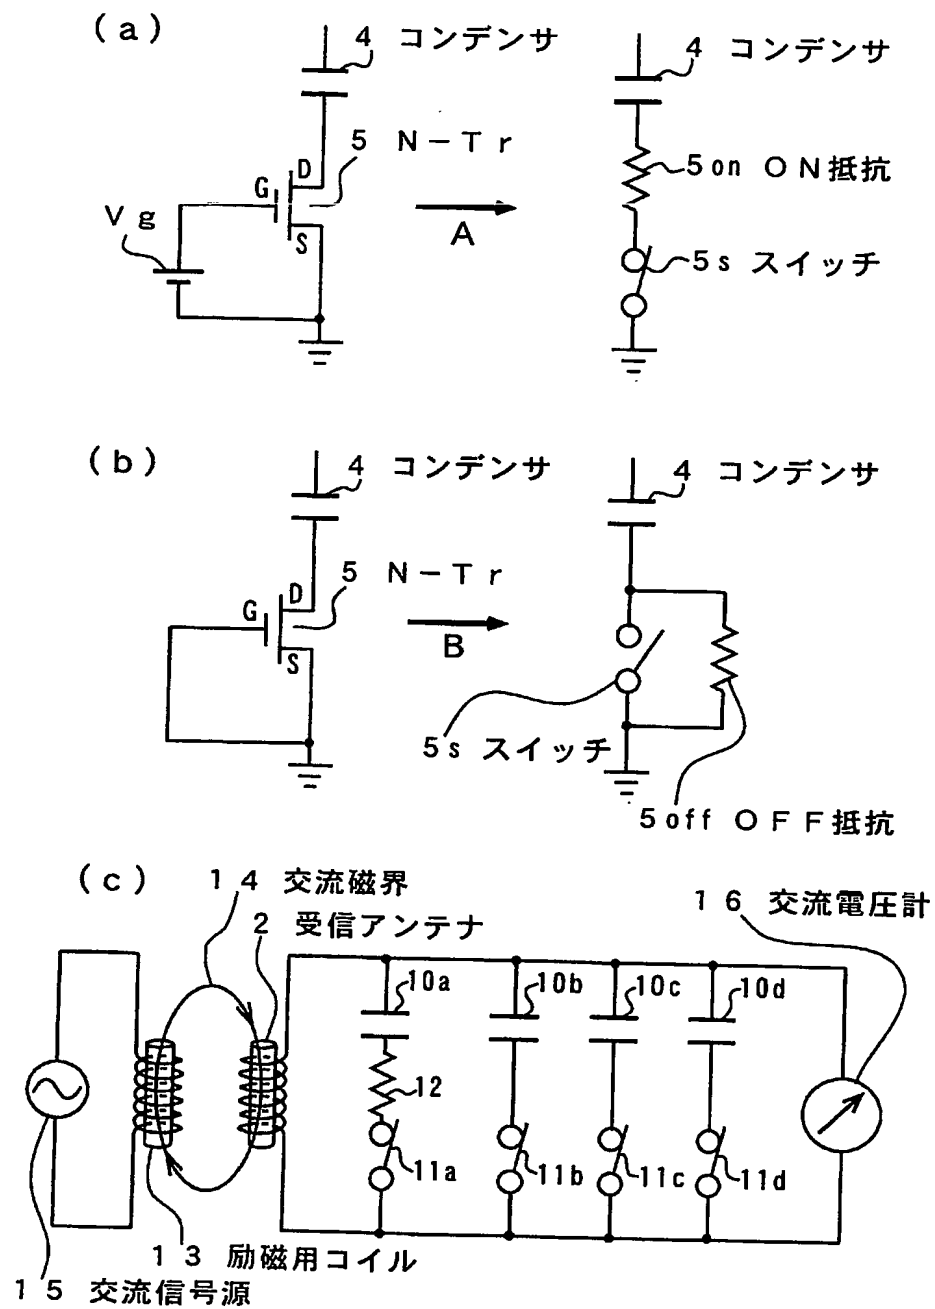 (a)
4 コンデンサ
4 コンデンサ
5 N-Tr
D
G
S
Vg
A
5on ON抵抗
5s スイッチ
(b)
4 コンデンサ
4 コンデンサ
5 N-Tr
D
G
S
B
5s スイッチ
5off OFF抵抗
(c)
14 交流磁界
2 受信アンテナ
16 交流電圧計
10a
10b
10c
10d
12
11a
11b
11c
11d
13 励磁用コイル
15 交流信号源